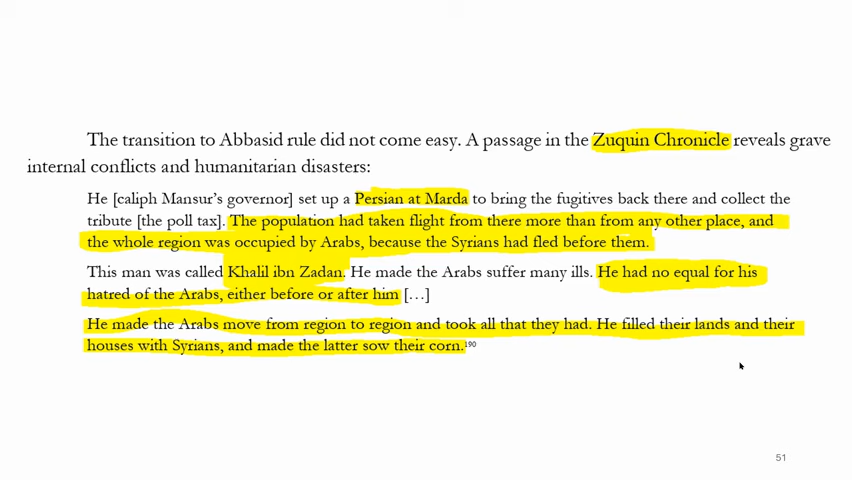 The transition to Abbasid rule did not come easy. A passage in the Zuquin Chronicle reveals grave
internal conflicts and humanitarian disasters:
He [caliph Mansur’s governor] set up a Persian at Marda to bring the fugitives back there and collect the
tribute [the poll tax]. The population had taken flight from there more than from any other place, and
the whole region was occupied by Arabs, because the Syrians had fled before them.
This man was called Khalil ibn Zadan. He made the Arabs suffer many ills. He had no equal for his
hatred of the Arabs, either before or after him […]
He made the Arabs move from region to region and took all that they had. He filled their lands and their
houses with Syrians, and made the latter sow their corn.190
51